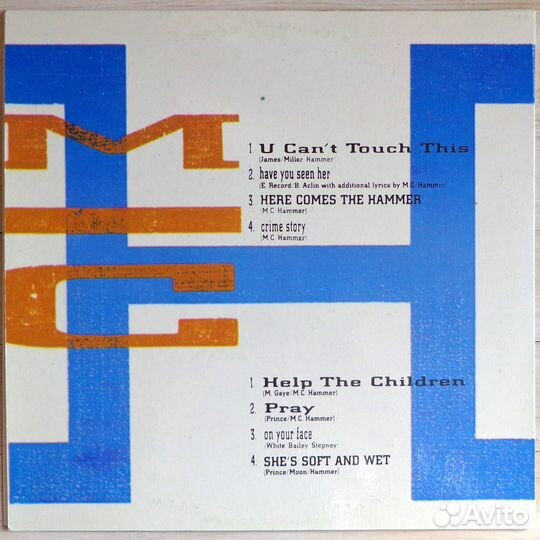 M C
H
1. U Can't Touch This
(James/Miller Hammer)
2. have you seen her
(E. Record/B. Aclin with additional lyrics by M.C. Hammer
3 HERE COMES THE HAMMER
(M.C. Hammer)
4. crime story
(M.C. Hammer)
1. Help The Children
(M. Gaye/M.C. Hammer)
2. Pray
(Prince/M.C. Hammer)
3. on your face
(White Bailey Stepney)
4. SHE'S SOFT AND WET
(Prince/Moon/Hammer)
Avito